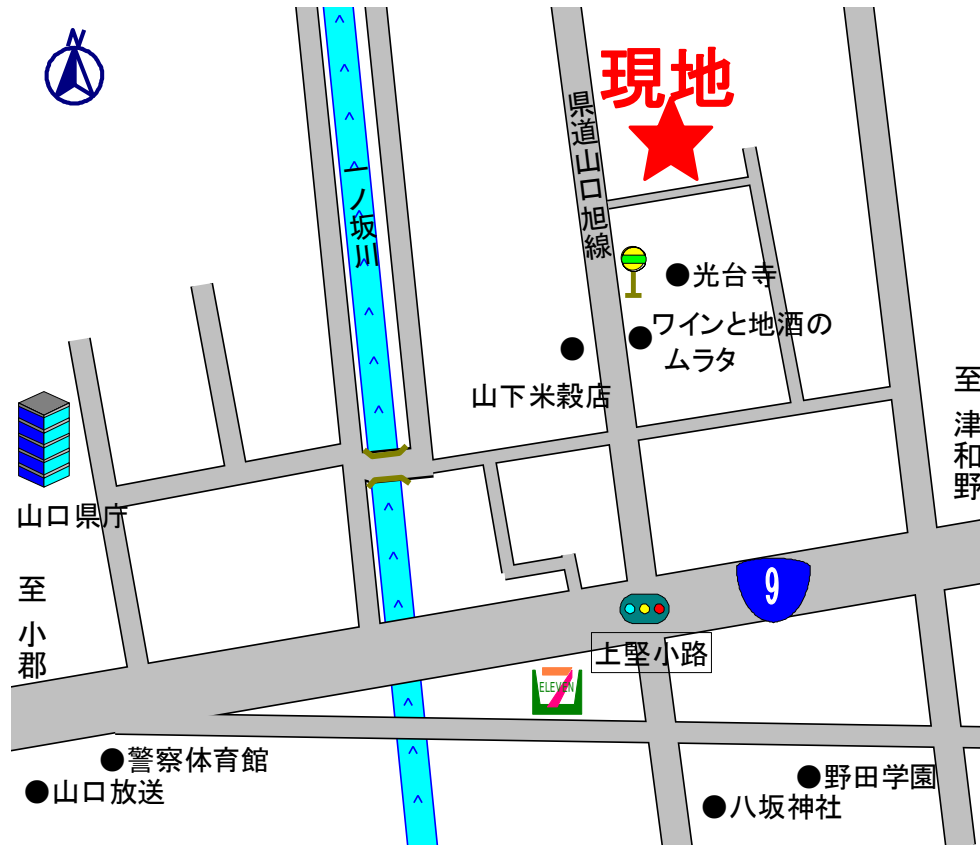 N
現地
県道山口旭線
一ノ坂川
光台寺
ワインと地酒の
ムラタ
山下米穀店
至 津和野
山口県庁
至 小郡
9
上竪小路
7
ELEVEN
警察体育館
山口放送
野田学園
八坂神社